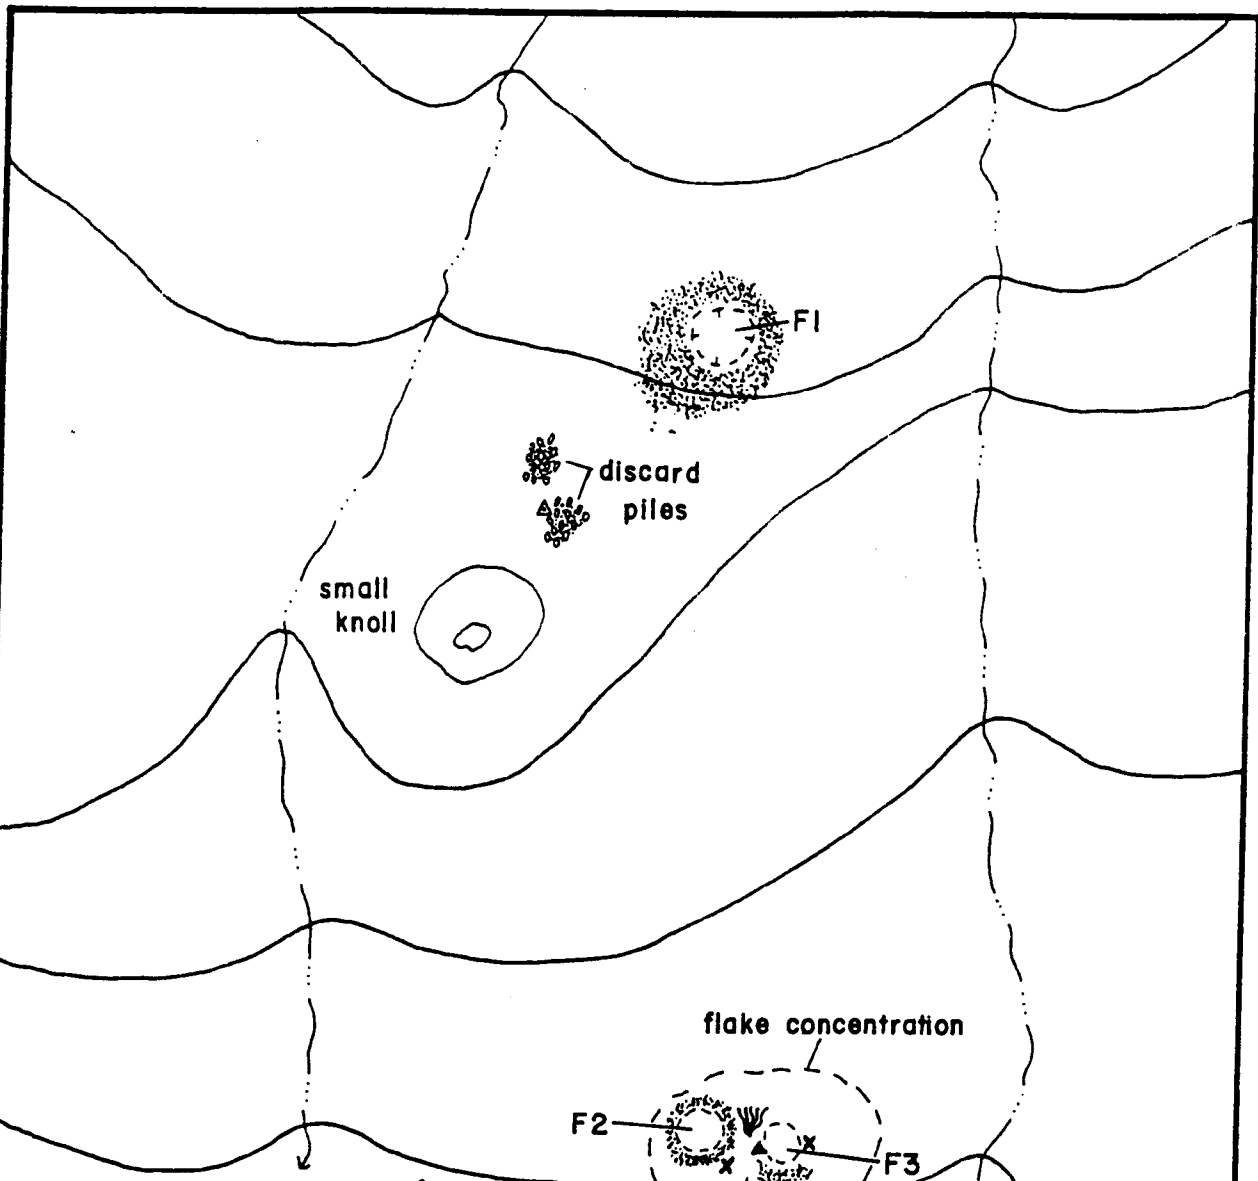 F1
discard
piles
small
knoll
flake concentration
F2
F3